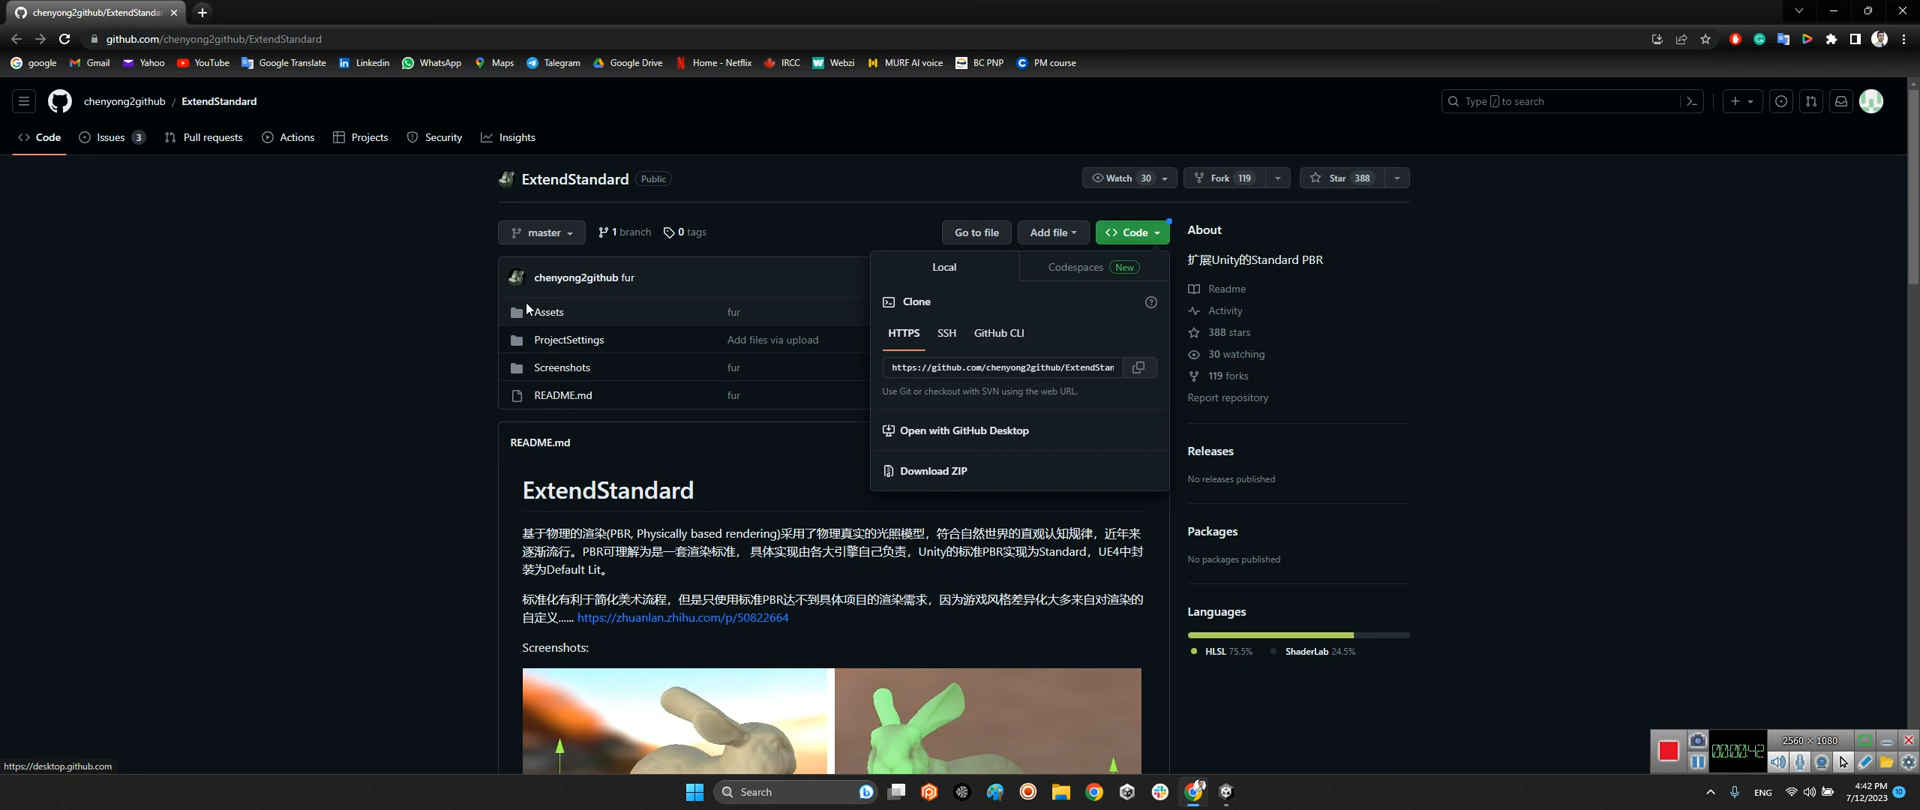 chenyong2github/ExtendStanda
github.com/chenyong2github/ExtendStandard
google
Gmail
Yahoo
YouTube
Google Translate
Linkedin
WhatsApp
Maps
Talegram
Google Drive
Home - Netflix
IRCC
Webzi
MURF AI voice
BC PNP
PM course
chenyong2github / ExtendStandard
Type / to search
Code
Issues 3
Pull requests
Actions
Projects
Security
Insights
ExtendStandard Public
Watch 30
Fork 119
Star 388
master
1 branch
0 tags
Go to file
Add file
<> Code
Local
Codespaces New
Clone
HTTPS SSH GitHub CLI
https://github.com/chenyong2github/ExtendStan
Use Git or checkout with SVN using the web URL.
Open with GitHub Desktop
Download ZIP
chenyong2github fur
Assets fur
ProjectSettings Add files via upload
Screenshots fur
README.md fur
README.md
ExtendStandard
基于物理的渲染(PBR, Physically based rendering)采用了物理真实的光照模型，符合自然世界的直观认知规律，近年来
逐渐流行。PBR可理解为是一套渲染标准， 具体实现由各大引擎自己负责，Unity的标准PBR实现为Standard，UE4中封
装为Default Lit。
标准化有利于简化美术流程，但是只使用标准PBR达不到具体项目的渲染需求，因为游戏风格差异化大多来自对渲染的
自定义...... https://zhuanlan.zhihu.com/p/50822664
Screenshots:
About
扩展Unity的Standard PBR
Readme
Activity
388 stars
30 watching
119 forks
Report repository
Releases
No releases published
Packages
No packages published
Languages
HLSL 75.5%
ShaderLab 24.5%
2560 × 1080
00:00:42
https://desktop.github.com
Search
ENG
4:42 PM
7/12/2023
10